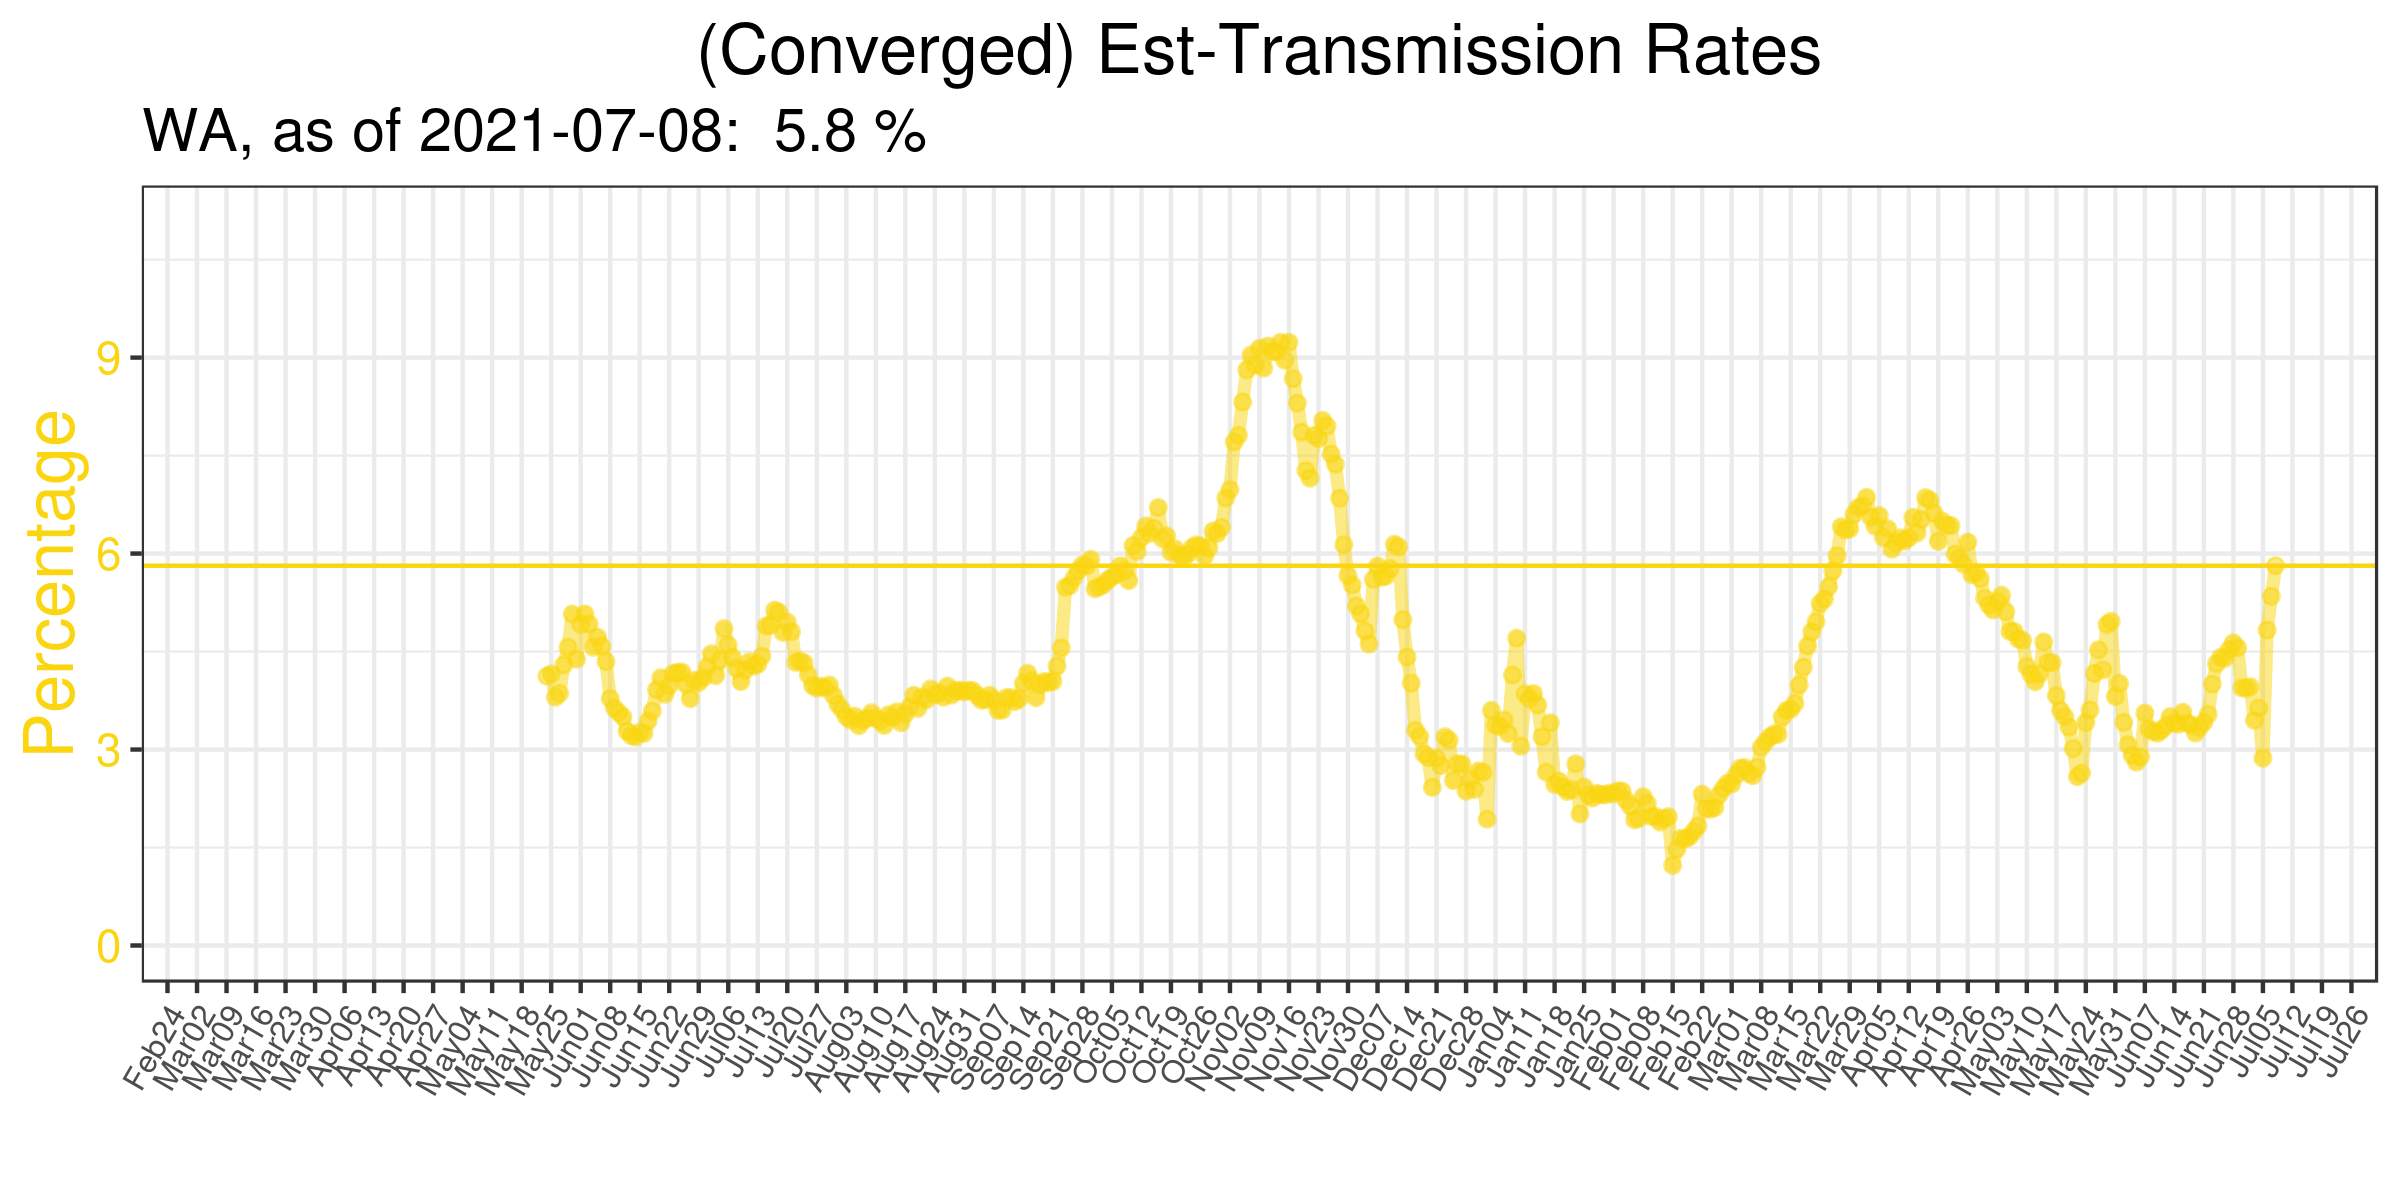 (Converged) Est-Transmission Rates
WA, as of 2021-07-08:  5.8 %
Percentage
9
6
3
0
Feb24
Mar02
Mar09
Mar16
Mar23
Mar30
Apr06
Apr13
Apr20
Apr27
May04
May11
May18
May25
Jun01
Jun08
Jun15
Jun22
Jun29
Jul06
Jul13
Jul20
Jul27
Aug03
Aug10
Aug17
Aug24
Aug31
Sep07
Sep14
Sep21
Sep28
Oct05
Oct12
Oct19
Oct26
Nov02
Nov09
Nov16
Nov23
Nov30
Dec07
Dec14
Dec21
Dec28
Jan04
Jan11
Jan18
Jan25
Feb01
Feb08
Feb15
Feb22
Mar01
Mar08
Mar15
Mar22
Mar29
Apr05
Apr12
Apr19
Apr26
May03
May10
May17
May24
May31
Jun07
Jun14
Jun21
Jun28
Jul05
Jul12
Jul19
Jul26